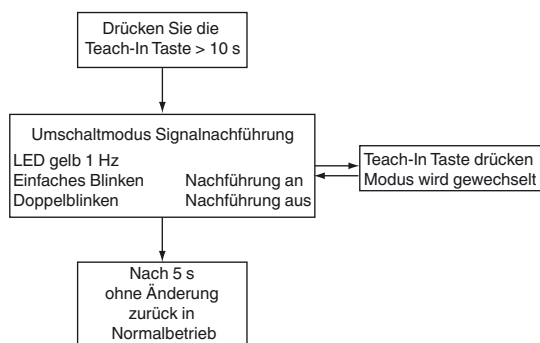 Drücken Sie die
Teach-In Taste > 10 s
Umschaltmodus Signalnachführung
LED gelb 1 Hz
Einfaches Blinken Nachführung an
Doppelblinken Nachführung aus
Teach-In Taste drücken
Modus wird gewechselt
Nach 5 s
ohne Änderung
zurück in
Normalbetrieb